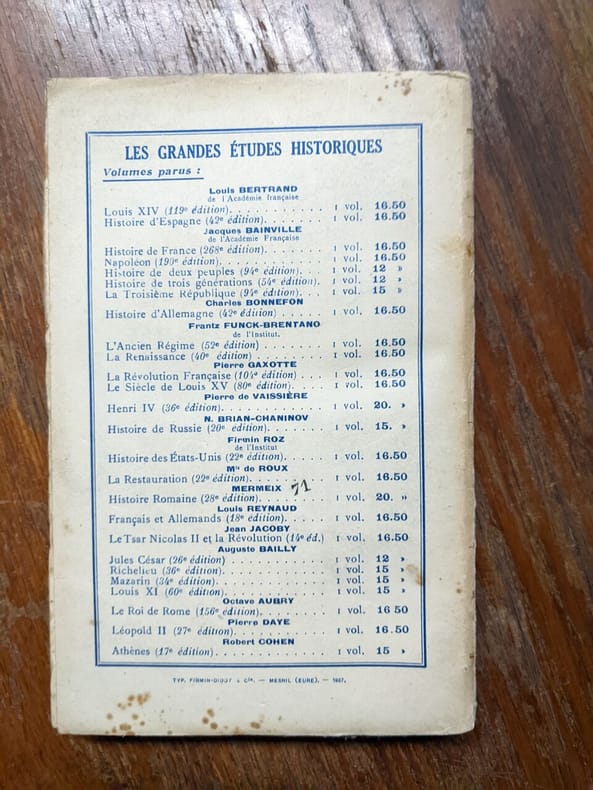 LES GRANDES ÉTUDES HISTORIQUES
Volumes parus :
Louis BERTRAND
de l'Académie française
Louis XIV (119e édition). . . . . . . . . . . . 1 vol. 16.50
Histoire d'Espagne (42e édition). . . . . . . . 1 vol. 16.50
Jacques BAINVILLE
de l'Académie Française
Histoire de France (268e édition). . . . . . . . 1 vol. 16.50
Napoléon (190e édition). . . . . . . . . . . . . 1 vol. 16.50
Histoire de deux peuples (94e édition). . . . 1 vol. 12 »
Histoire de trois générations (54e édition). 1 vol. 12 »
La Troisième République (94e édition). . . 1 vol. 15 »
Charles BONNEFON
Histoire d'Allemagne (42e édition) . . . . . . 1 vol. 16.50
Frantz FUNCK-BRENTANO
de l'Institut.
L'Ancien Régime (52e édition) . . . . . . . . 1 vol. 16.50
La Renaissance (40e édition) . . . . . . . . . 1 vol. 16.50
Pierre GAXOTTE
La Révolution Française (104e édition). . . . 1 vol. 16.50
Le Siècle de Louis XV (80e édition). . . . . 1 vol. 16.50
Pierre de VAISSIÈRE
Henri IV (36e édition). . . . . . . . . . . . . 1 vol. 20. »
N. BRIAN-CHANINOV
Histoire de Russie (20e édition). . . . . . . . 1 vol. 15. »
Firmin ROZ
de l'Institut
Histoire des États-Unis (22e édition). . . . . 1 vol. 16.50
Mis de ROUX
La Restauration (22e édition). . . . . . . . . 1 vol. 16.50
MERMEIX 71
Histoire Romaine (28e édition). . . . . . . . 1 vol. 20. »
Louis REYNAUD
Français et Allemands (18e édition). . . . . . 1 vol. 16.50
Jean JACOBY
Le Tsar Nicolas II et la Révolution (14e éd.) 1 vol. 16.50
Auguste BAILLY
Jules César (26e édition) . . . . . . . . . . . 1 vol. 12 »
Richelieu (36e édition). . . . . . . . . . . . . 1 vol. 15 »
Mazarin (34e édition) . . . . . . . . . . . . . 1 vol. 15 »
Louis XI (60e édition) . . . . . . . . . . . . . 1 vol. 15 »
Octave AUBRY
Le Roi de Rome (156e édition), . . . . . . . . 1 vol. 16 50
Pierre DAYE
Léopold II (27e édition). . . . . . . . . . . . 1 vol. 16.50
Robert COHEN
Athènes (17e édition). . . . . . . . . . . . . . 1 vol. 15 »
TYP. FIRMIN-DIDOT & Cie. — MESNIL (EURE). — 1937.